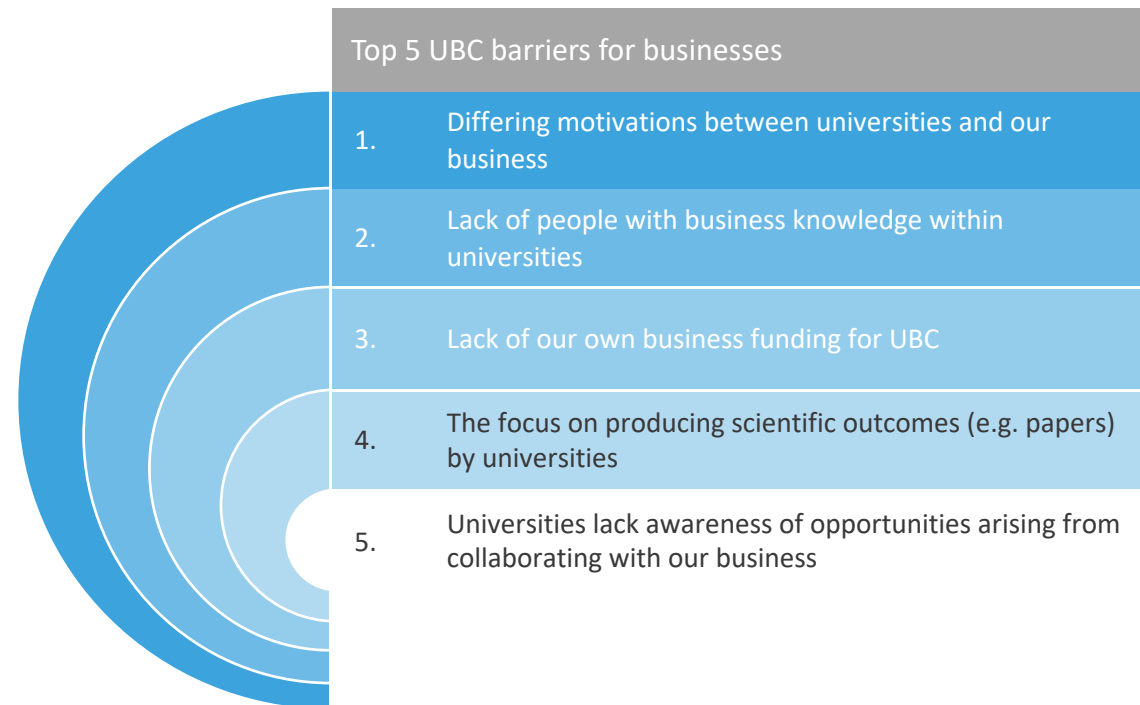 Top 5 UBC barriers for businesses
1.
Differing motivations between universities and our
business
2.
Lack of people with business knowledge within
universities
3.
Lack of our own business funding for UBC
4.
The focus on producing scientific outcomes (e.g. papers)
by universities
5.
Universities lack awareness of opportunities arising from
collaborating with our business